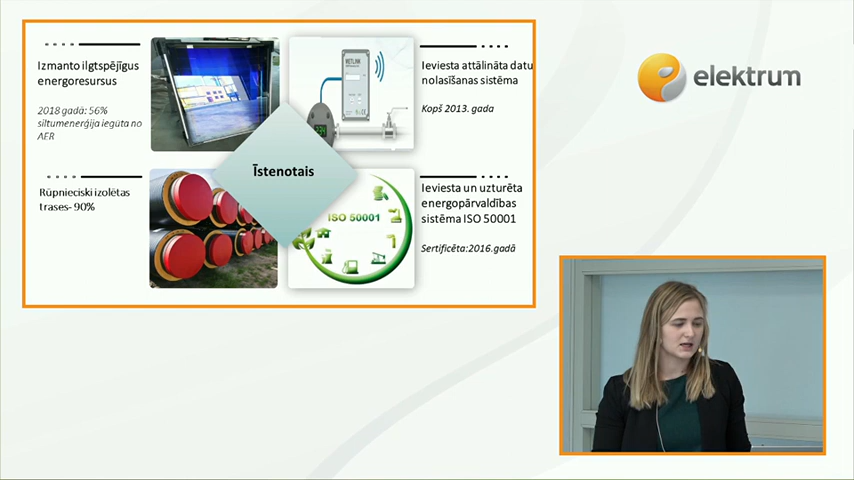 Izmanto ilgtspējīgus
energoresursus
2018 gadā: 56%
siltumenerģija iegūta no
AER
Ieviesta attālināta datu
nolasīšanas sistēma
Kopš 2013. gada
Īstenotais
Rūpnieciski izolētas
trases- 90%
ISO 50001
Ieviesta un uzturēta
energopārvaldības
sistēma ISO 50001
Sertificēta:2016.gadā
elektrum